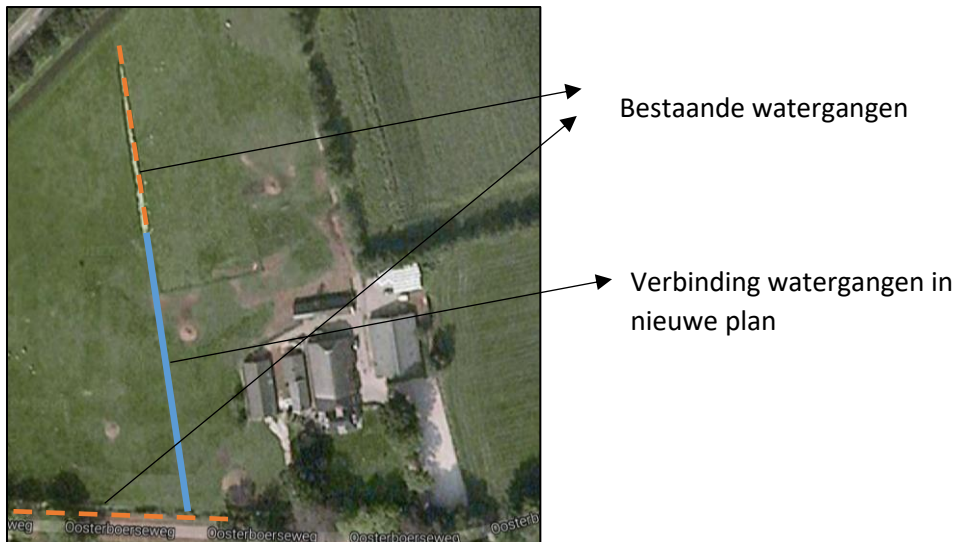 Bestaande watergangen
Verbinding watergangen in
nieuwe plan
weg Oosterboerseweg Oosterboerseweg Oosterboerseweg Oosterb